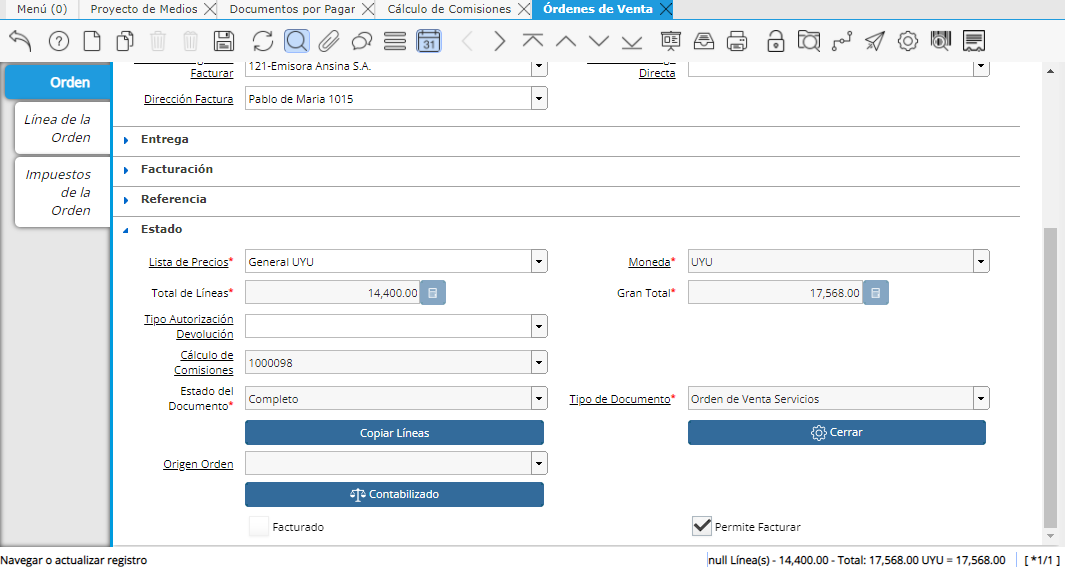 Menú (0)
Proyecto de Medios
Documentos por Pagar
Cálculo de Comisiones
Órdenes de Venta
31
Orden
Línea de la
Orden
Impuestos
de la
Orden
Facturar
121-Emisora Ansina S.A.
Directa
Dirección Factura
Pablo de Maria 1015
Entrega
Facturación
Referencia
Estado
Lista de Precios*
General UYU
Moneda*
UYU
Total de Líneas*
14,400.00
Gran Total*
17,568.00
Tipo Autorización
Devolución
Cálculo de
Comisiones
1000098
Estado del
Documento*
Completo
Tipo de Documento*
Orden de Venta Servicios
Copiar Líneas
Cerrar
Origen Orden
Contabilizado
Facturado
Permite Facturar
Navegar o actualizar registro
null Línea(s) - 14,400.00 - Total: 17,568.00 UYU = 17,568.00
[ *1/1 ]